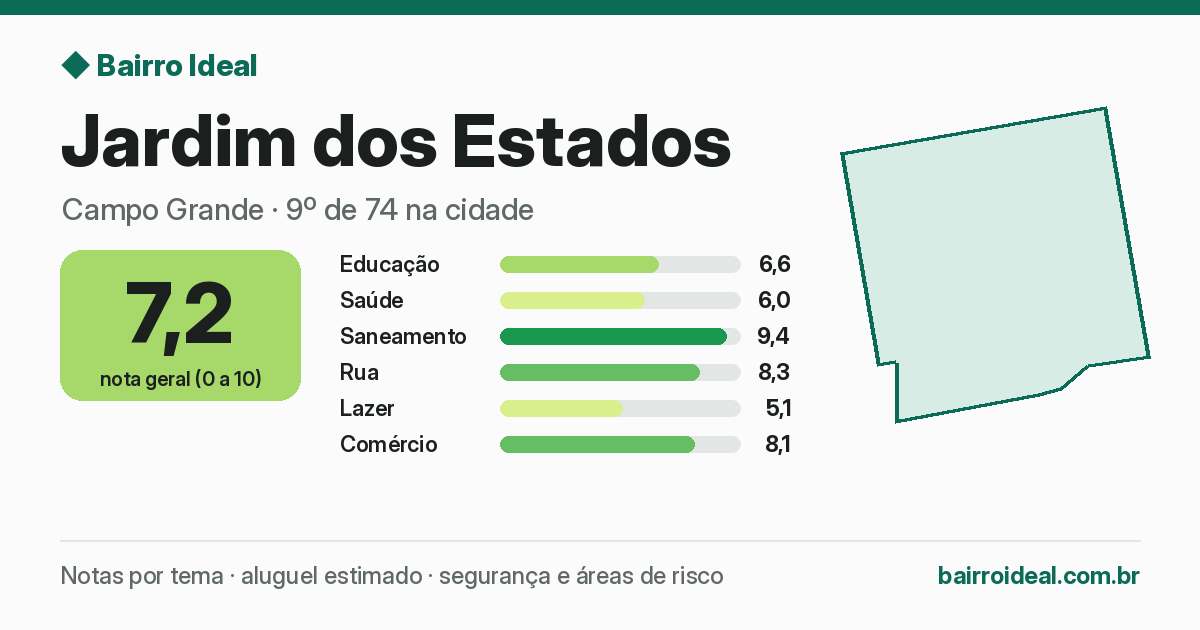 Bairro Ideal
Jardim dos Estados
Campo Grande · 9º de 74 na cidade
7,2
nota geral (0 a 10)
Educação 6,6
Saúde 6,0
Saneamento 9,4
Rua 8,3
Lazer 5,1
Comércio 8,1
Notas por tema · aluguel estimado · segurança e áreas de risco
bairroideal.com.br